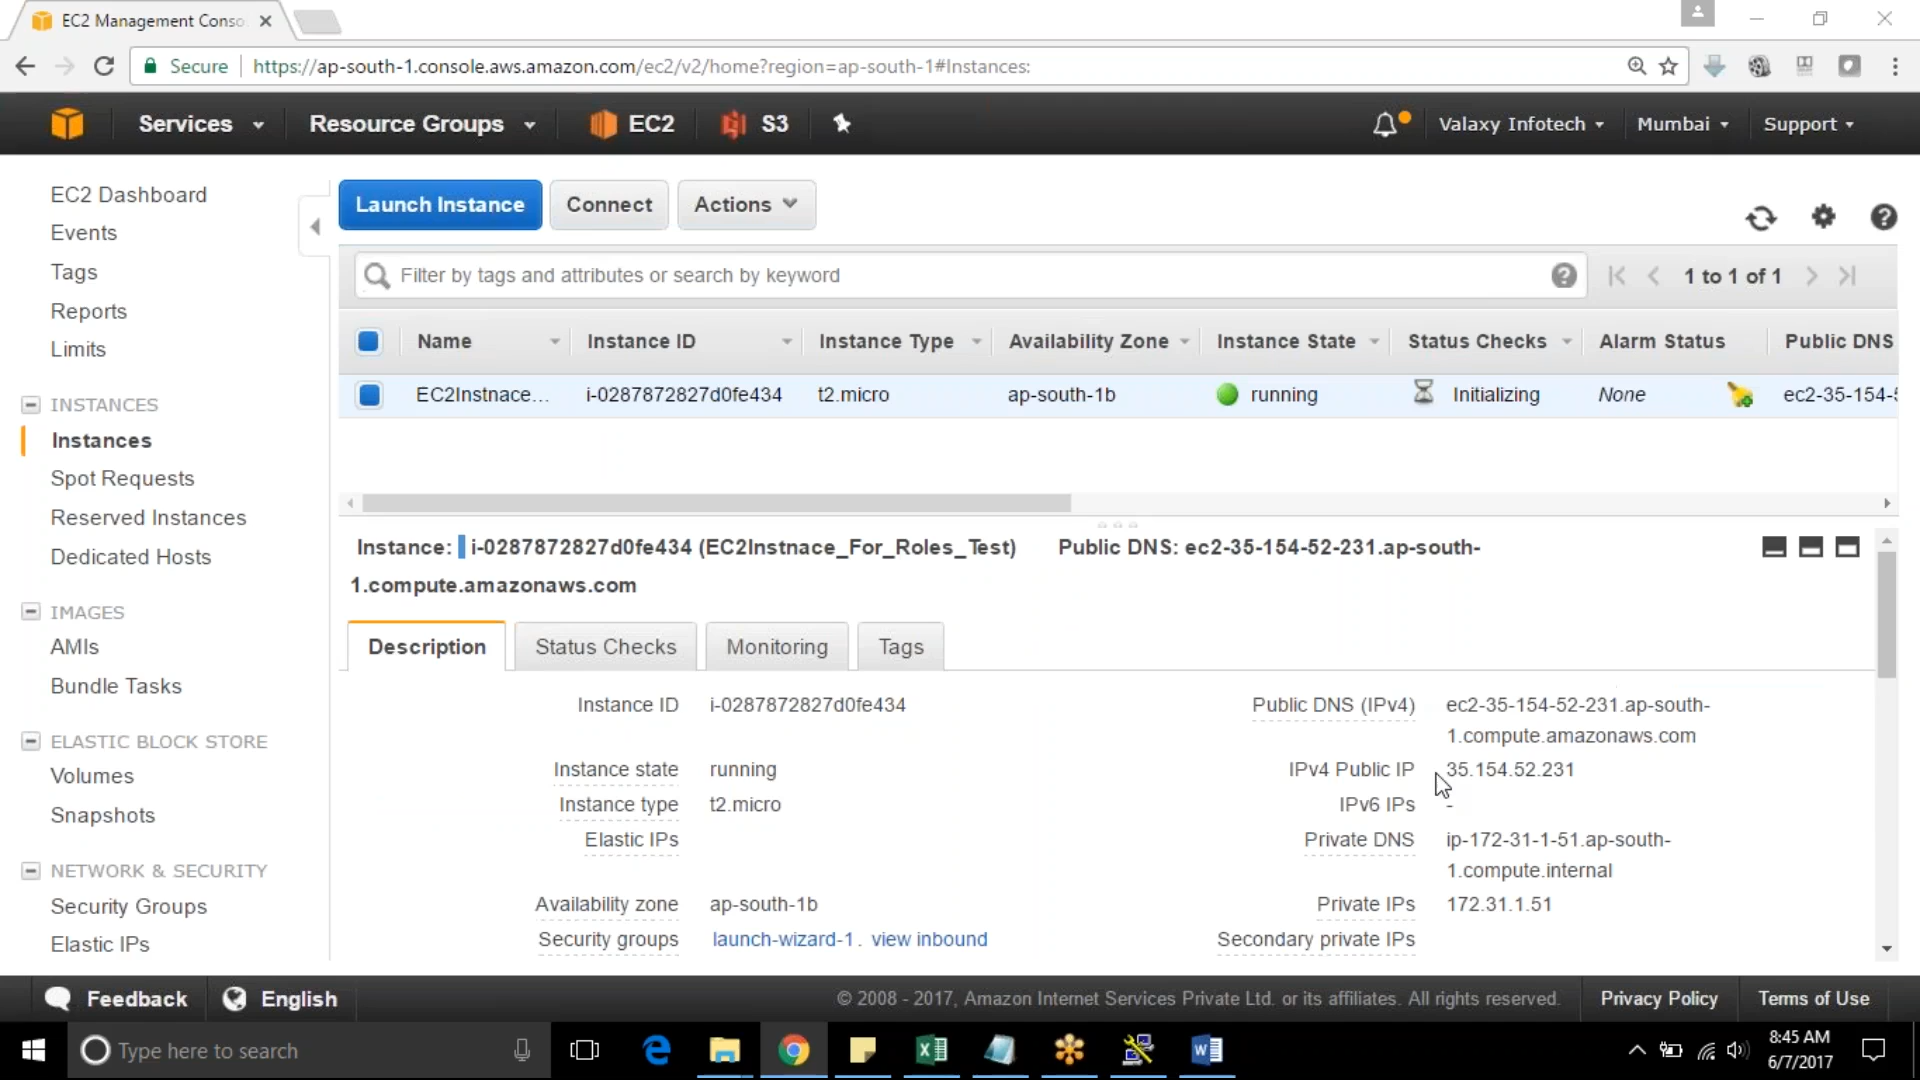 EC2 Management Conso
Secure
https://ap-south-1.console.aws.amazon.com/ec2/v2/home?region=ap-south-1#Instances:
Services
Resource Groups
EC2
S3
Valaxy Infotech
Mumbai
Support
EC2 Dashboard
Events
Tags
Reports
Limits
INSTANCES
Instances
Spot Requests
Reserved Instances
Dedicated Hosts
IMAGES
AMIs
Bundle Tasks
ELASTIC BLOCK STORE
Volumes
Snapshots
NETWORK & SECURITY
Security Groups
Elastic IPs
Launch Instance
Connect
Actions
Filter by tags and attributes or search by keyword
1 to 1 of 1
Name Instance ID Instance Type Availability Zone Instance State Status Checks Alarm Status Public DNS
EC2Instnace... i-0287872827d0fe434 t2.micro ap-south-1b running Initializing None ec2-35-154-5
Instance: i-0287872827d0fe434 (EC2Instnace_For_Roles_Test) Public DNS: ec2-35-154-52-231.ap-south-
1.compute.amazonaws.com
Description
Status Checks
Monitoring
Tags
Instance ID i-0287872827d0fe434
Instance state running
Instance type t2.micro
Elastic IPs
Availability zone ap-south-1b
Security groups launch-wizard-1. view inbound
Public DNS (IPv4) ec2-35-154-52-231.ap-south-
1.compute.amazonaws.com
IPv4 Public IP 35.154.52.231
IPv6 IPs -
Private DNS ip-172-31-1-51.ap-south-
1.compute.internal
Private IPs 172.31.1.51
Secondary private IPs
Feedback
English
© 2008 - 2017, Amazon Internet Services Private Ltd. or its affiliates. All rights reserved.
Privacy Policy
Terms of Use
Type here to search
8:45 AM
6/7/2017